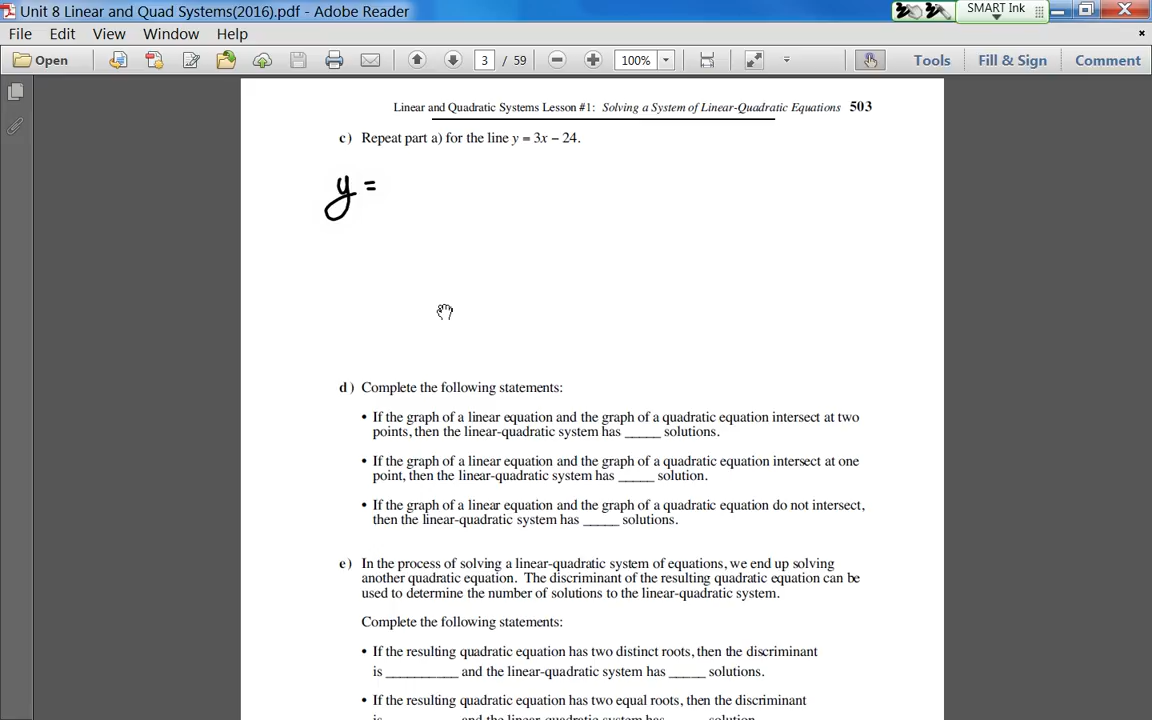 Unit 8 Linear and Quad Systems(2016).pdf - Adobe Reader
SMART Ink
File Edit View Window Help
Open 3 / 59 100% Tools Fill & Sign Comment
Linear and Quadratic Systems Lesson #1: Solving a System of Linear-Quadratic Equations 503
c) Repeat part a) for the line y = 3x – 24.
y =
d) Complete the following statements:
• If the graph of a linear equation and the graph of a quadratic equation intersect at two
points, then the linear-quadratic system has _____ solutions.
• If the graph of a linear equation and the graph of a quadratic equation intersect at one
point, then the linear-quadratic system has _____ solution.
• If the graph of a linear equation and the graph of a quadratic equation do not intersect,
then the linear-quadratic system has _____ solutions.
e) In the process of solving a linear-quadratic system of equations, we end up solving
another quadratic equation. The discriminant of the resulting quadratic equation can be
used to determine the number of solutions to the linear-quadratic system.
Complete the following statements:
• If the resulting quadratic equation has two distinct roots, then the discriminant
is __________ and the linear-quadratic system has _____ solutions.
• If the resulting quadratic equation has two equal roots, then the discriminant
is __________ and the linear-quadratic system has _____ solution.